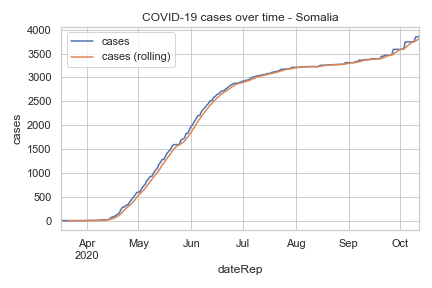 COVID-19 cases over time - Somalia
cases
cases (rolling)
4000
3500
3000
2500
2000
1500
1000
500
0
cases
Apr
2020
May
Jun
Jul
Aug
Sep
Oct
dateRep